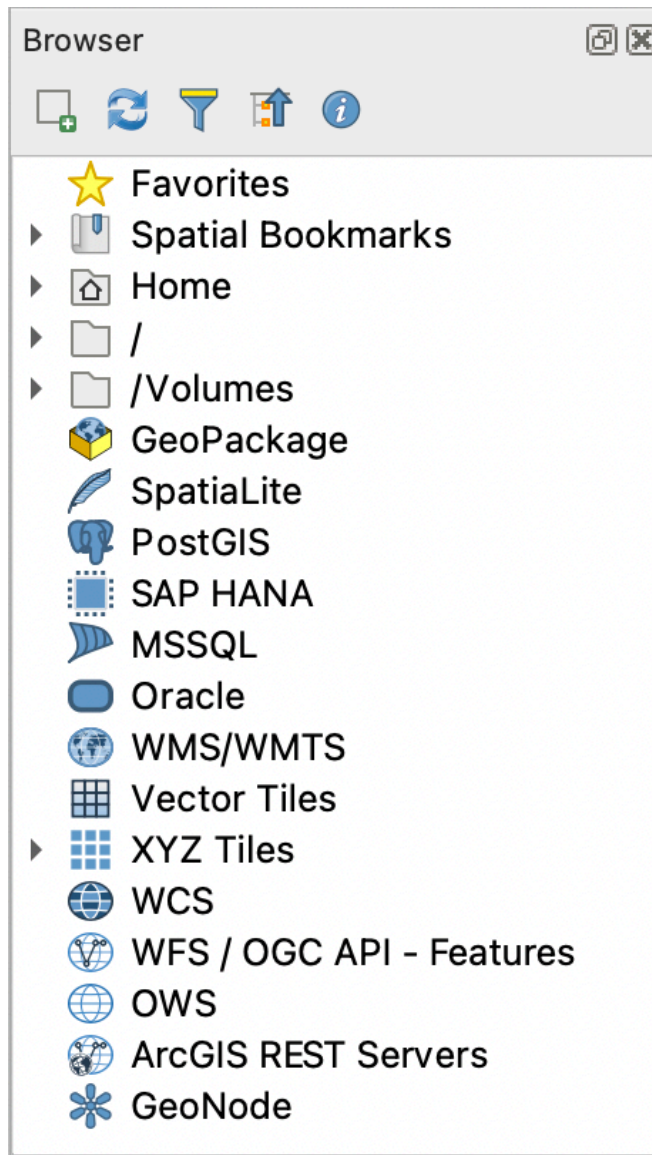 Browser
Favorites
Spatial Bookmarks
Home
/
/Volumes
GeoPackage
SpatiaLite
PostGIS
SAP HANA
MSSQL
Oracle
WMS/WMTS
Vector Tiles
XYZ Tiles
WCS
WFS / OGC API - Features
OWS
ArcGIS REST Servers
GeoNode